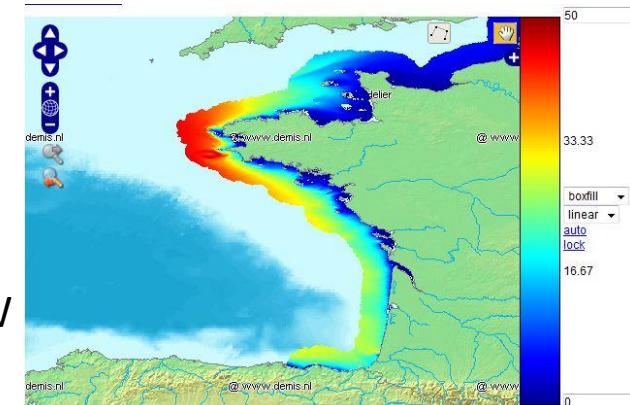 50
delier
demis.nl
@ www.demis.nl
@ www
33.33
boxfill
linear
auto
lock
16.67
demis.nl
@ www.demis.nl
@ www
0